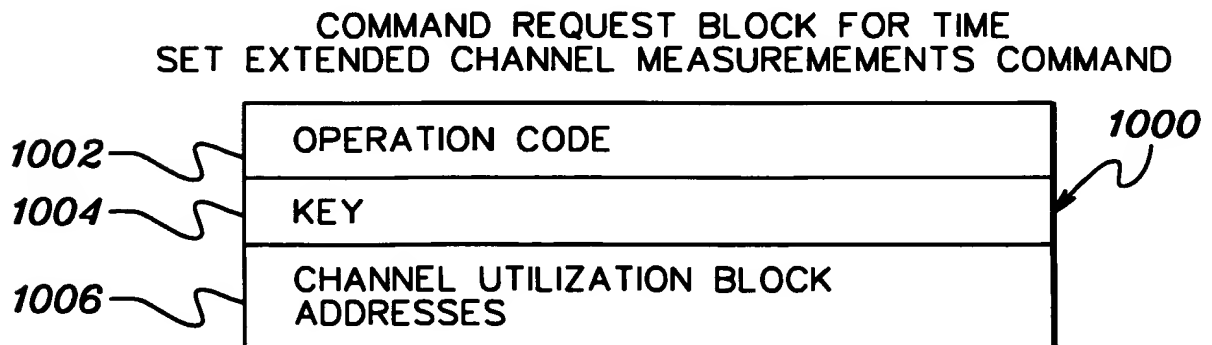 COMMAND REQUEST BLOCK FOR TIME
SET EXTENDED CHANNEL MEASUREMEMENTS COMMAND
1000
OPERATION CODE
1002
KEY
1004
CHANNEL UTILIZATION BLOCK
ADDRESSES
1006